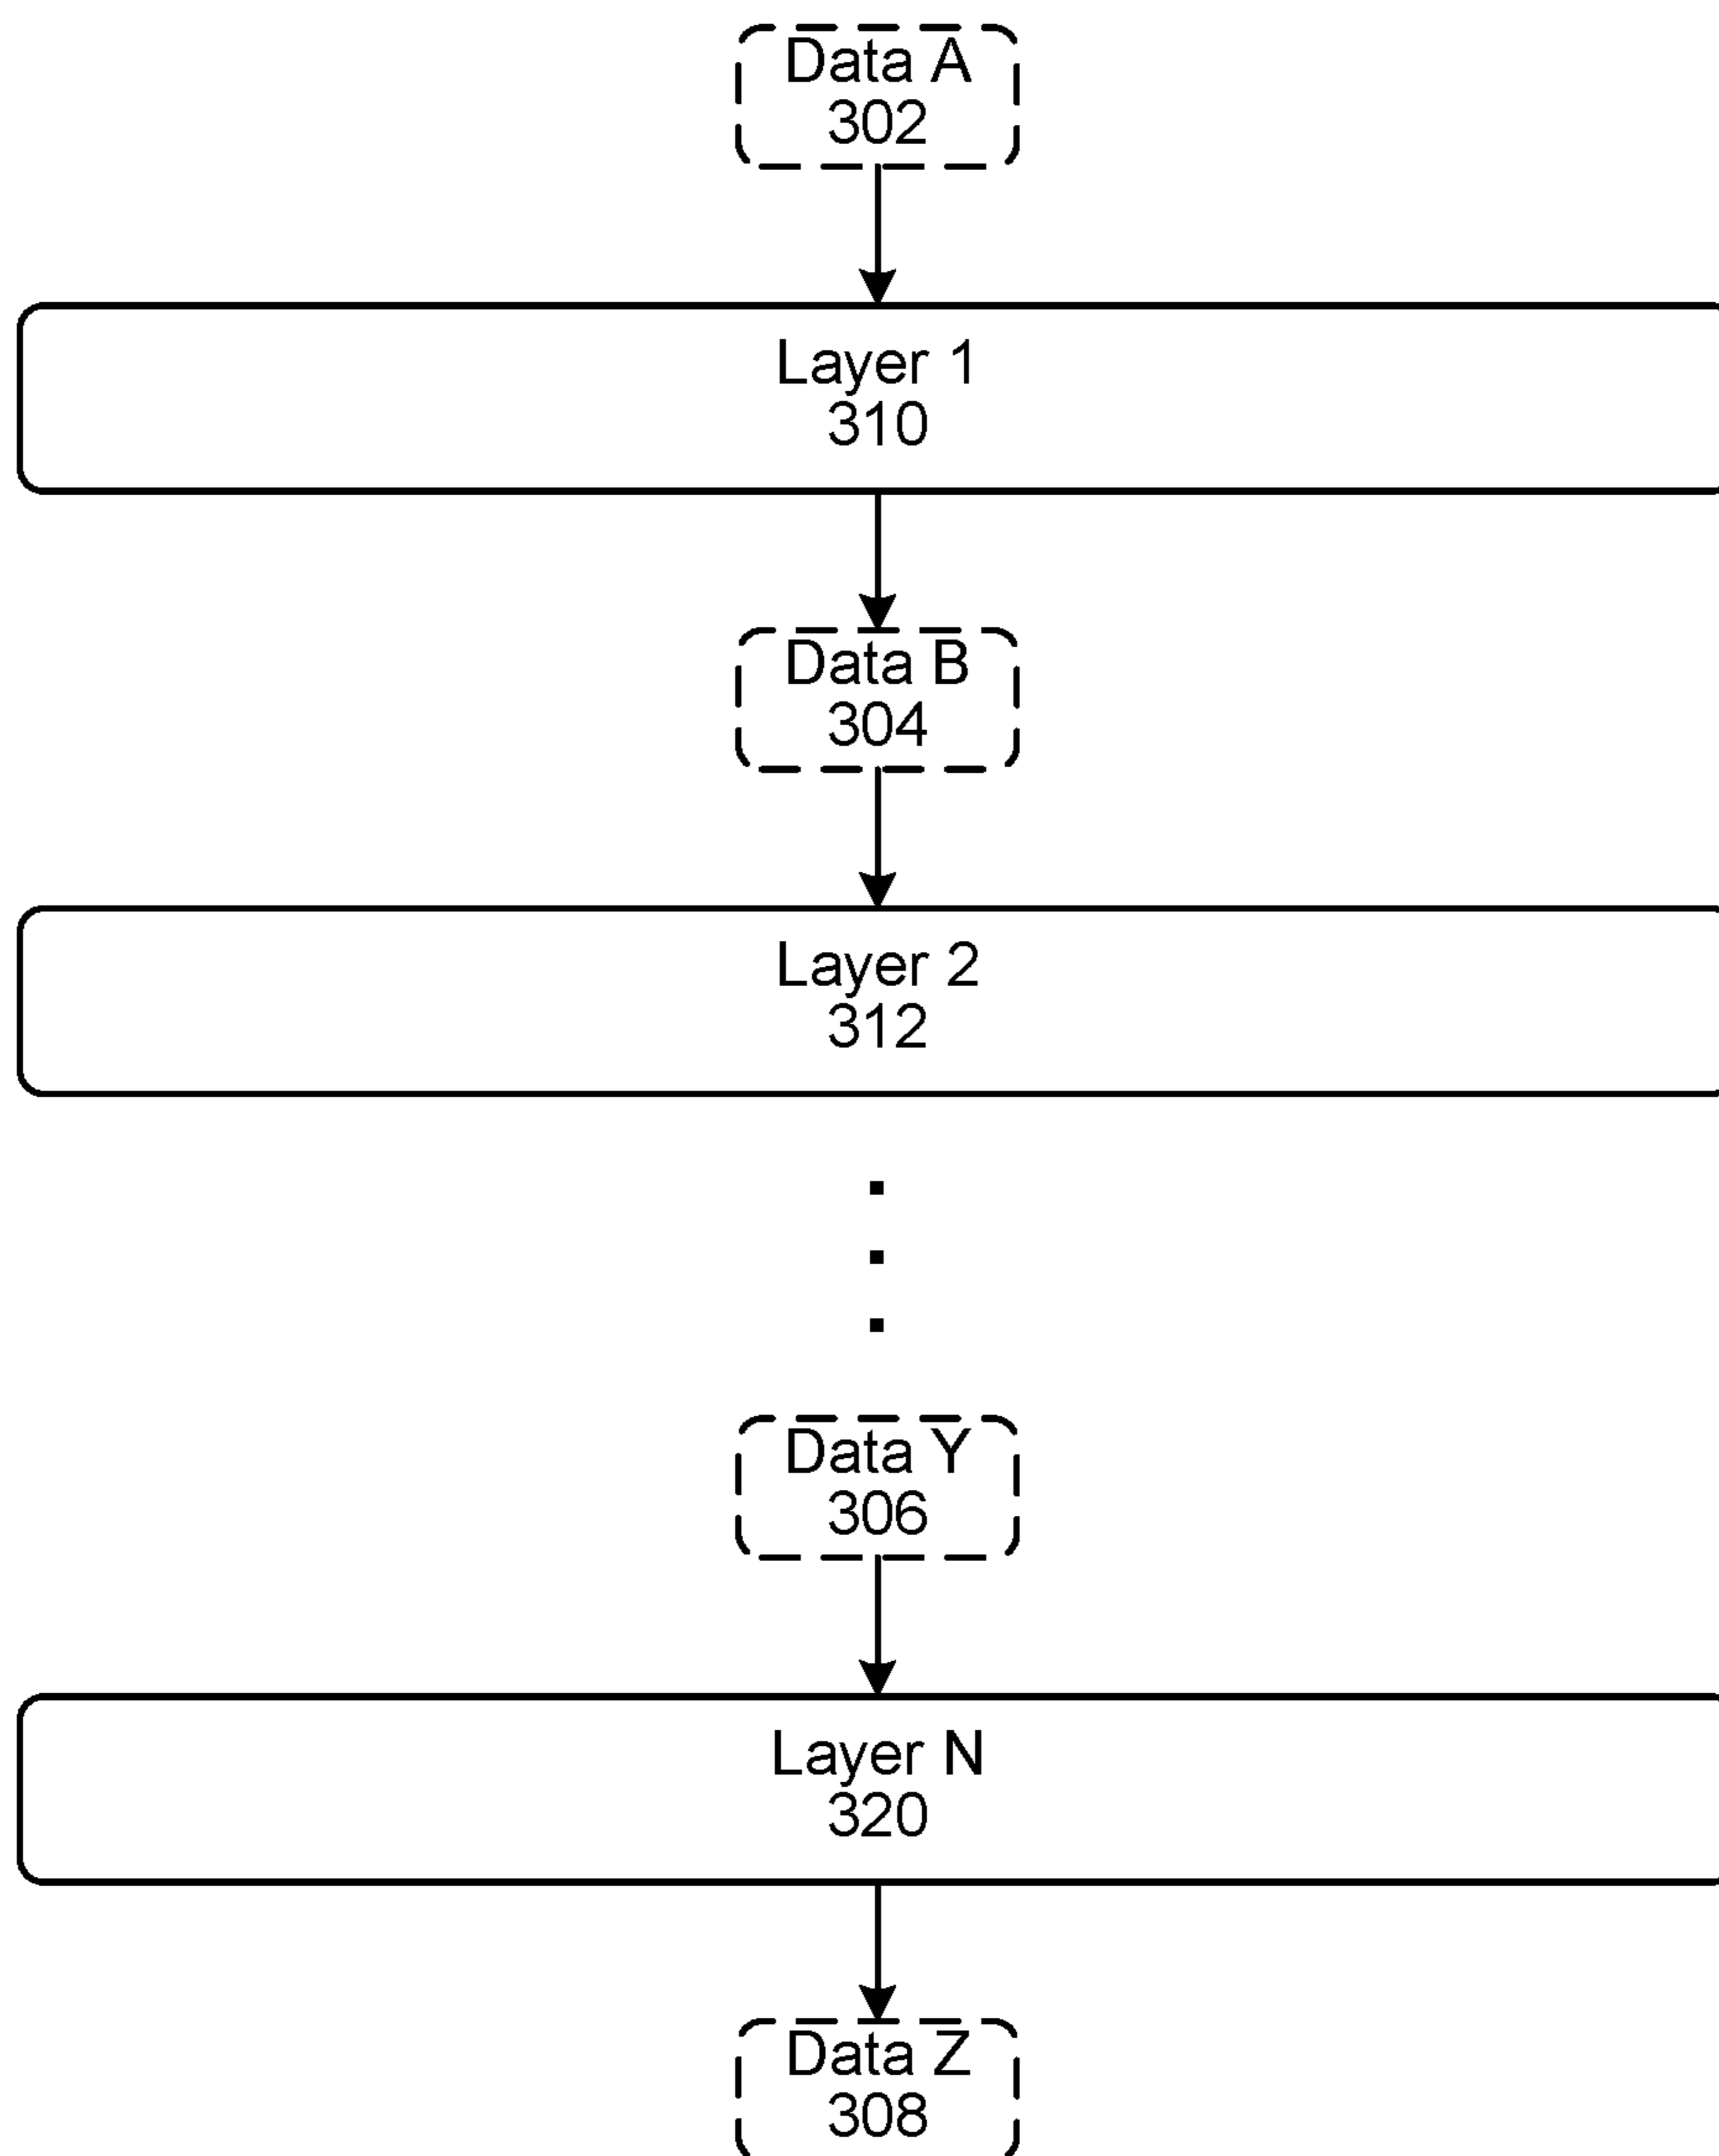 Data A
302
Layer 1
310
Data B
304
Layer 2
312
Data Y
306
Layer N
320
Data Z
308